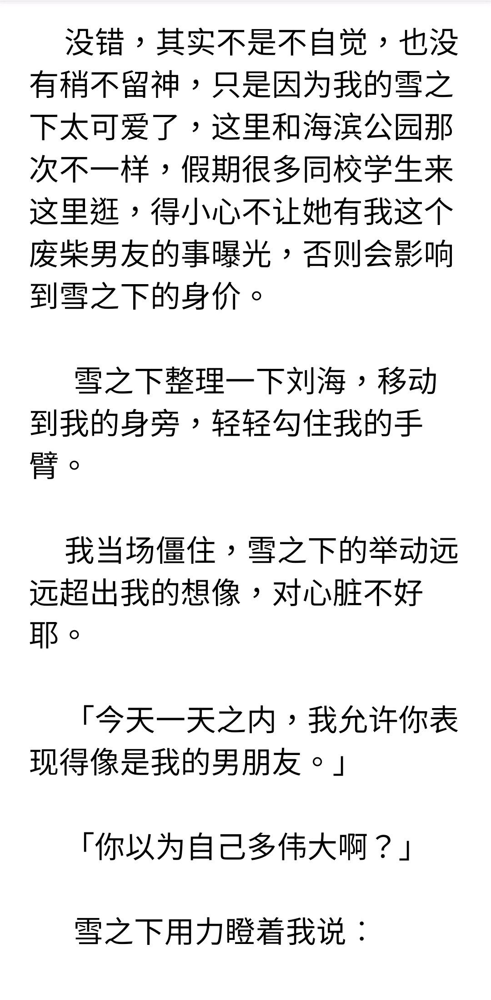 没错，其实不是不自觉，也没
有稍不留神，只是因为我的雪之
下太可爱了，这里和海滨公园那
次不一样，假期很多同校学生来
这里逛，得小心不让她有我这个
废柴男友的事曝光，否则会影响
到雪之下的身价。
雪之下整理一下刘海，移动
到我的身旁，轻轻勾住我的手
臂。
我当场僵住，雪之下的举动远
远超出我的想像，对心脏不好
耶。
「今天一天之内，我允许你表
现得像是我的男朋友。」
「你以为自己多伟大啊？」
雪之下用力瞪着我说：